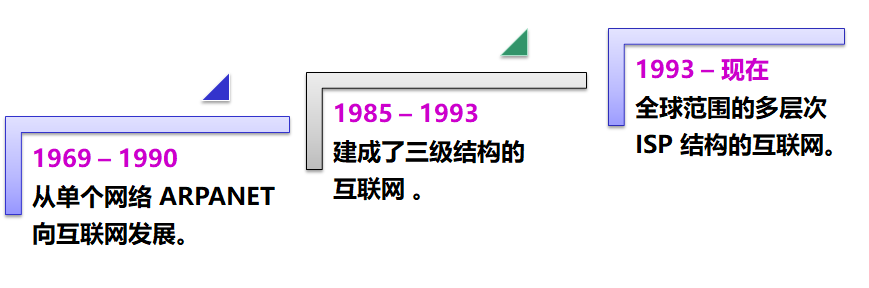 1969 – 1990
从单个网络 ARPANET
向互联网发展。
1985 – 1993
建成了三级结构的
互联网 。
1993 – 现在
全球范围的多层次
ISP 结构的互联网。